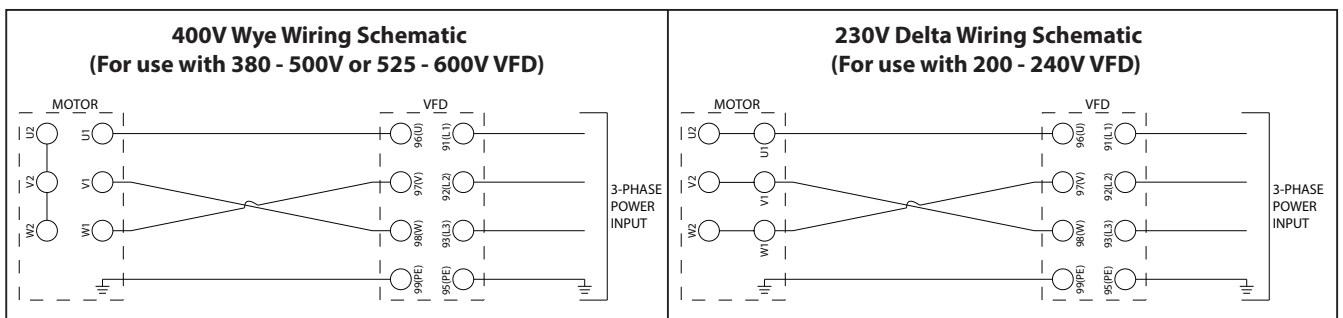 400V Wye Wiring Schematic
(For use with 380 - 500V or 525 - 600V VFD)
MOTOR
VFD
U2
U1
96(U)
91(L1)
V2
V1
97(V)
92(L2)
W2
W1
98(W)
93(L3)
99(PE)
95(PE)
3-PHASE
POWER
INPUT
230V Delta Wiring Schematic
(For use with 200 - 240V VFD)
MOTOR
VFD
U2
U1
96(U)
91(L1)
V2
V1
97(V)
92(L2)
W2
W1
98(W)
93(L3)
99(PE)
95(PE)
3-PHASE
POWER
INPUT